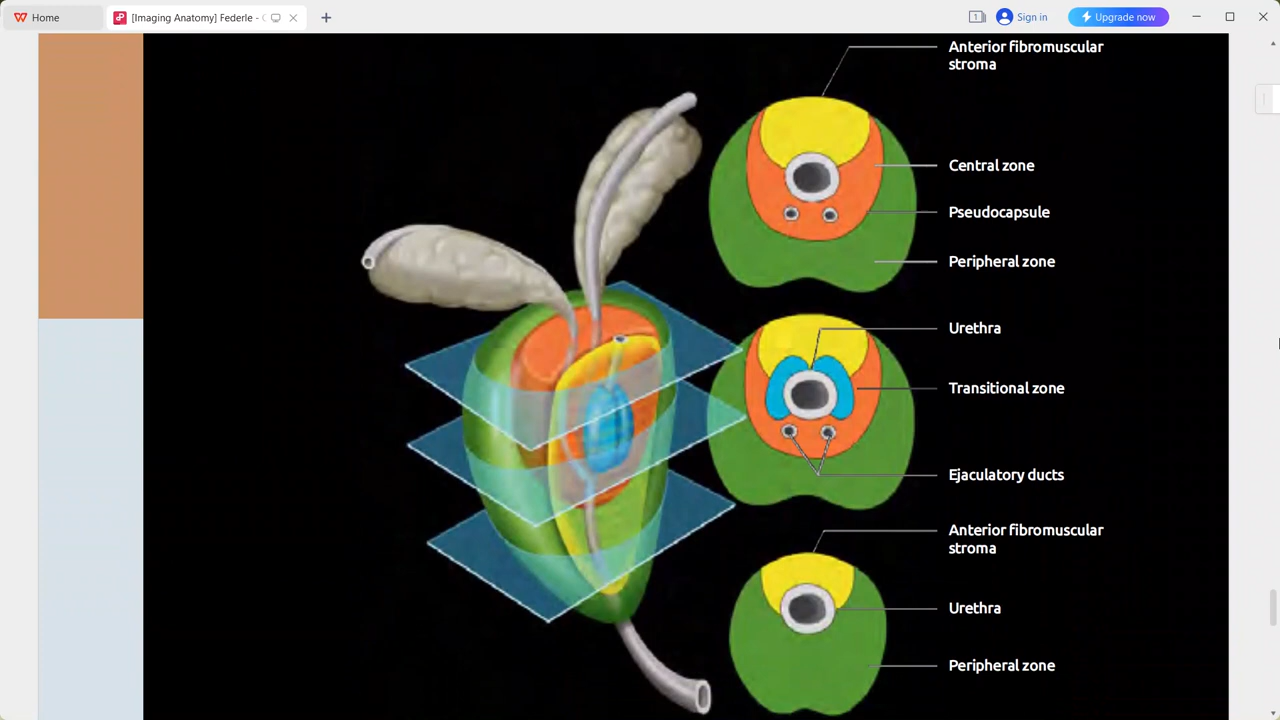 Home
[Imaging Anatomy] Federle -
1
Sign in
Upgrade now
Anterior fibromuscular
stroma
Central zone
Pseudocapsule
Peripheral zone
Urethra
Transitional zone
Ejaculatory ducts
Anterior fibromuscular
stroma
Urethra
Peripheral zone